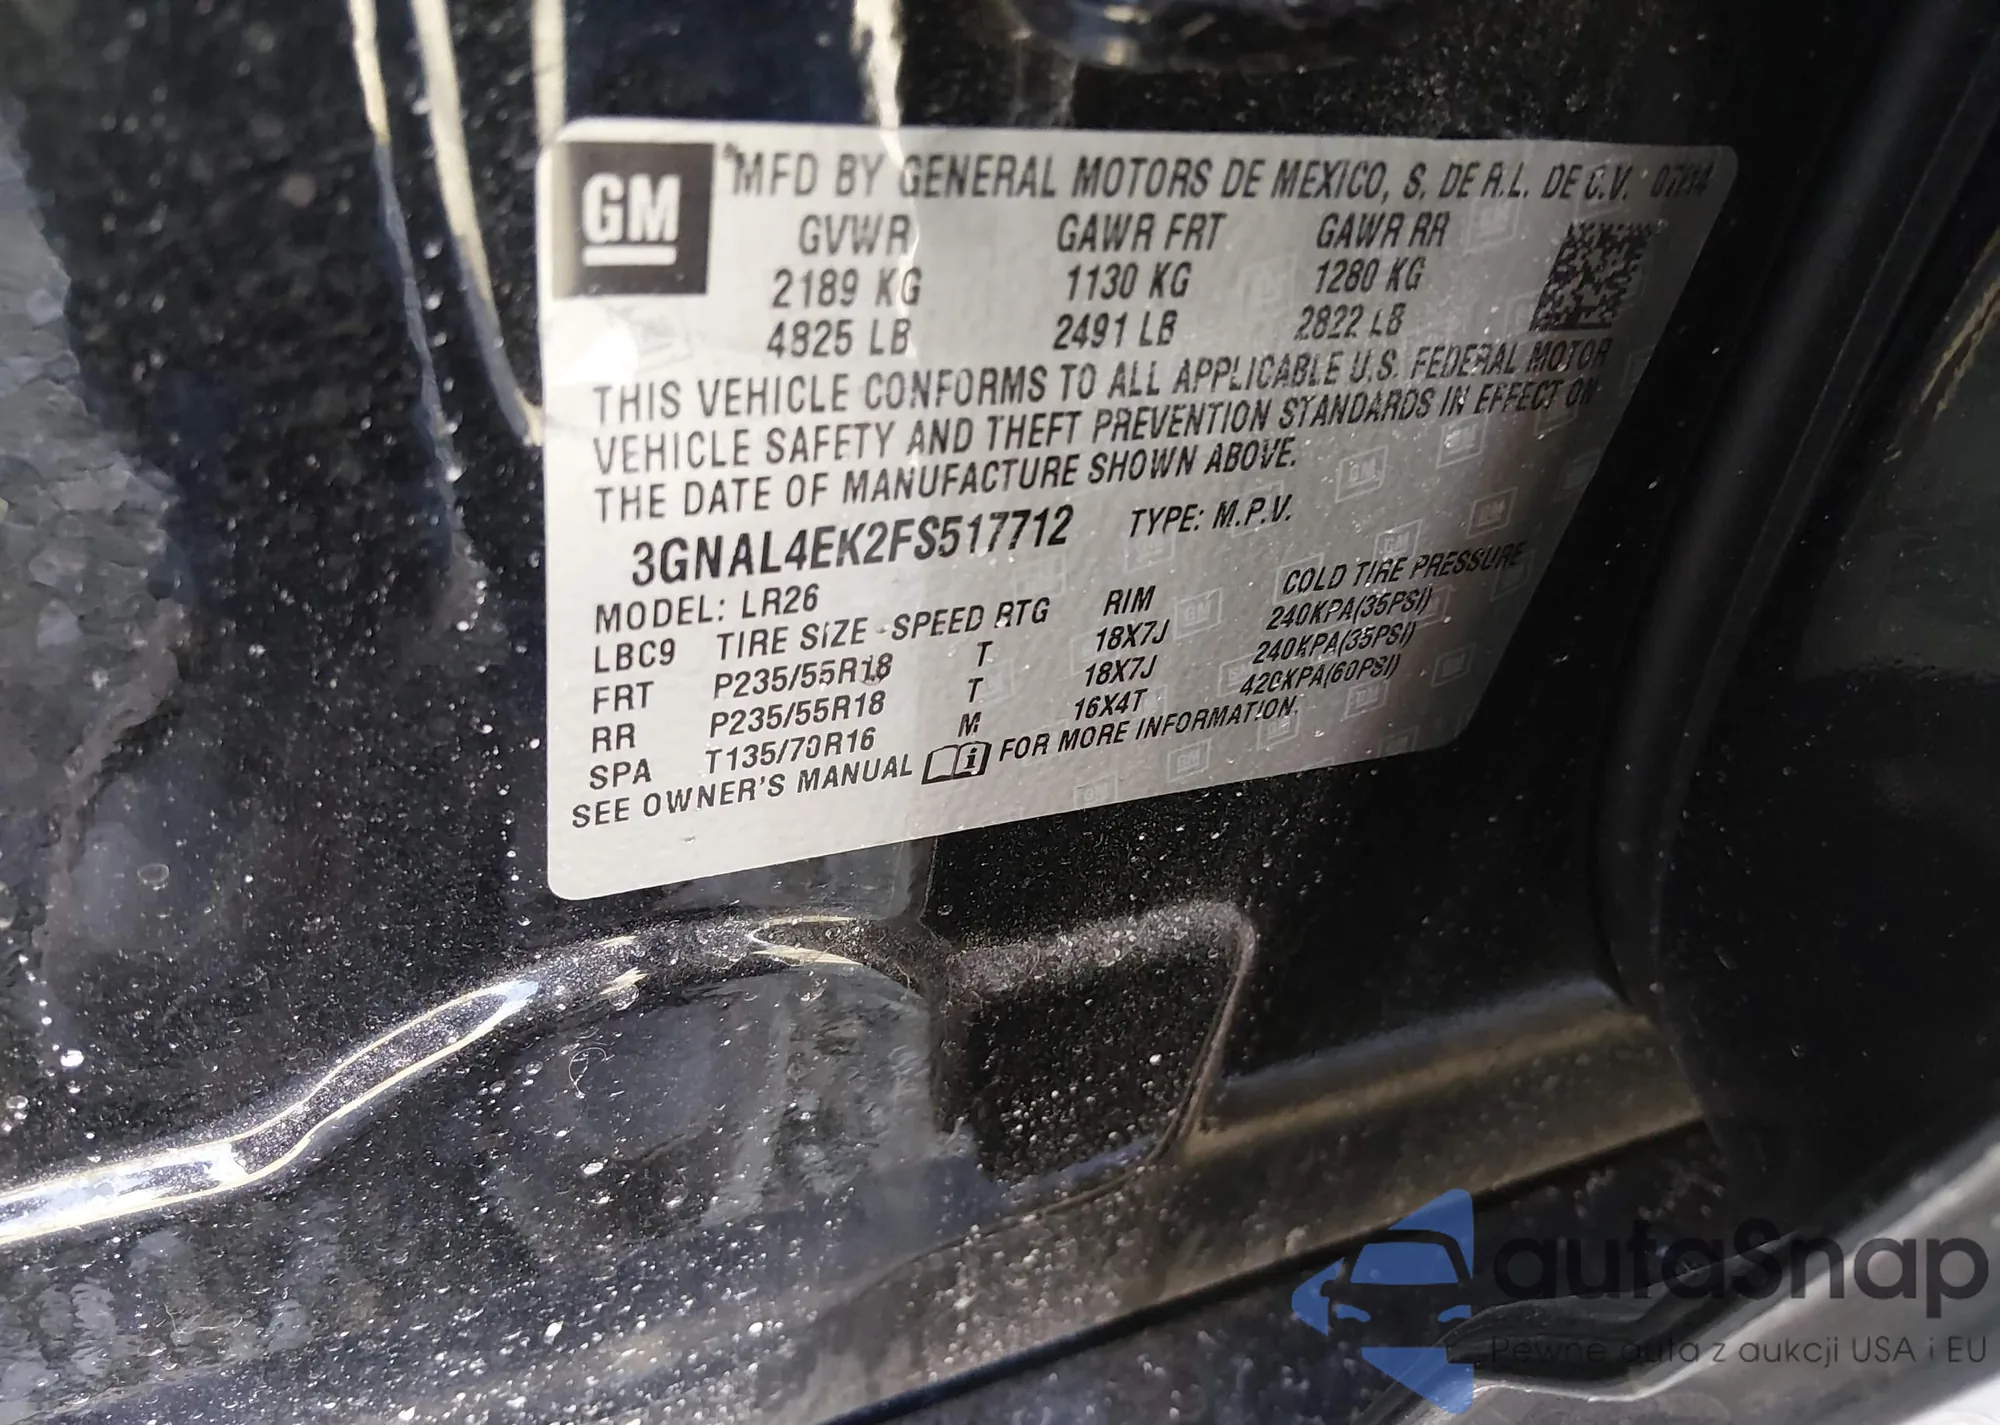 GM
MFD BY GENERAL MOTORS DE MEXICO, S. DE R.L. DE C.V. 07/14
GVWR GAWR FRT GAWR RR
2189 KG 1130 KG 1280 KG
4825 LB 2491 LB 2822 LB
THIS VEHICLE CONFORMS TO ALL APPLICABLE U.S. FEDERAL MOTOR
VEHICLE SAFETY AND THEFT PREVENTION STANDARDS IN EFFECT ON
THE DATE OF MANUFACTURE SHOWN ABOVE.
3GNAL4EK2FS517712 TYPE: M.P.V.
MODEL: LR26
LBC9 TIRE SIZE-SPEED RTG RIM COLD TIRE PRESSURE
FRT P235/55R18 T 18X7J 240KPA(35PSI)
RR P235/55R18 T 18X7J 240KPA(35PSI)
SPA T135/70R16 M 16X4T 420KPA(60PSI)
SEE OWNER'S MANUAL FOR MORE INFORMATION.
autaSnap
Pewne auta z aukcji USA i EU